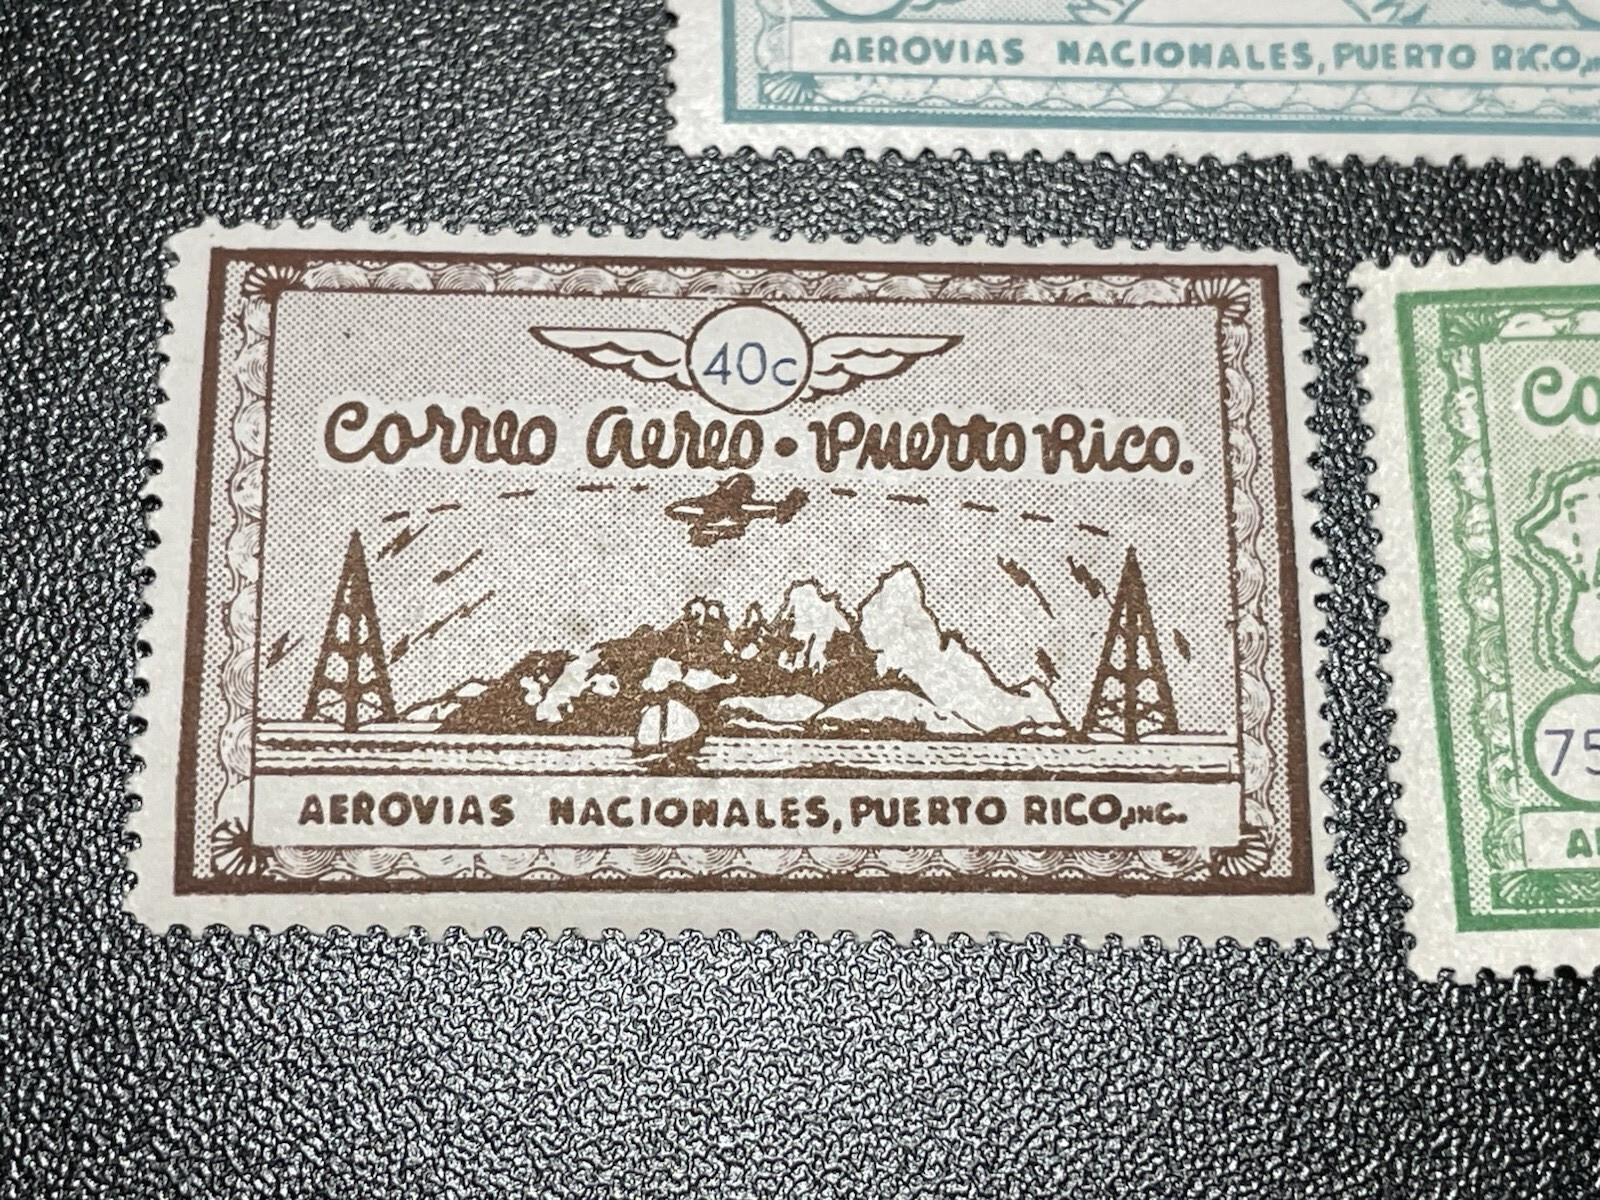 AEROVIAS NACIONALES, PUERTO RICO,
40c
Correo Aereo • Puerto Rico.
AEROVIAS NACIONALES, PUERTO RICO, INC.
75